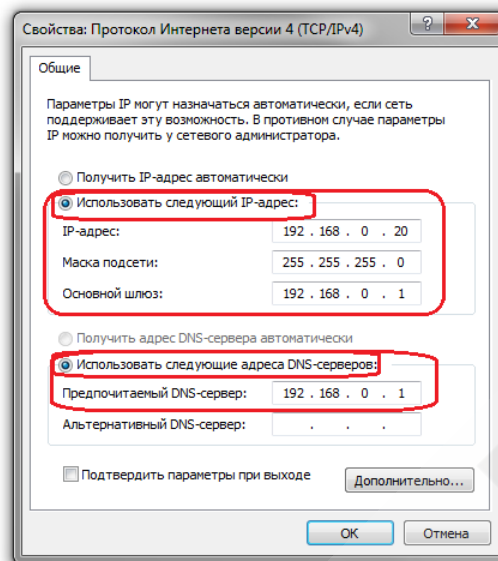 Свойства: Протокол Интернета версии 4 (TCP/IPv4)
Общие
Параметры IP могут назначаться автоматически, если сеть
поддерживает эту возможность. В противном случае параметры
IP можно получить у сетевого администратора.
Получить IP-адрес автоматически
Использовать следующий IP-адрес:
IP-адрес: 192 . 168 . 0 . 20
Маска подсети: 255 . 255 . 255 . 0
Основной шлюз: 192 . 168 . 0 . 1
Получить адрес DNS-сервера автоматически
Использовать следующие адреса DNS-серверов:
Предпочитаемый DNS-сервер: 192 . 168 . 0 . 1
Альтернативный DNS-сервер: . . .
Подтвердить параметры при выходе
Дополнительно...
ОК Отмена